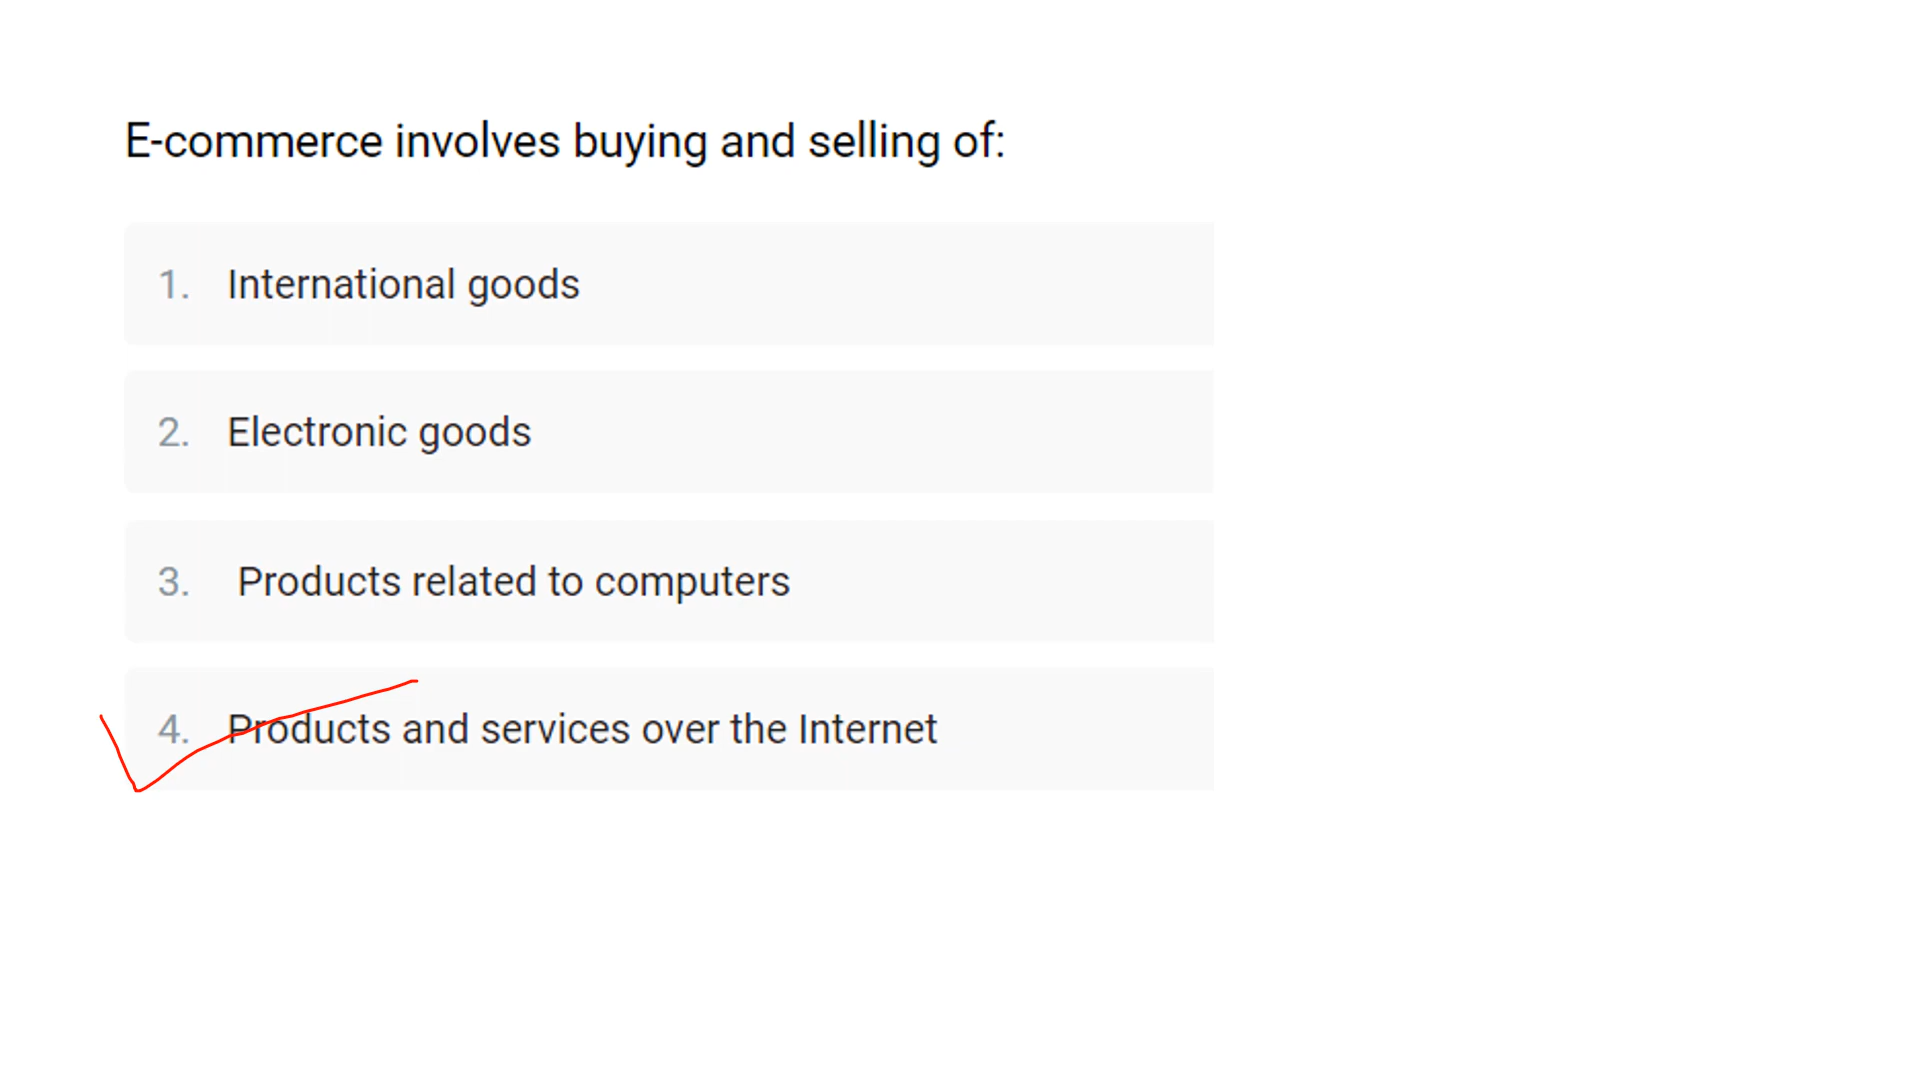 E-commerce involves buying and selling of:
1. International goods
2. Electronic goods
3. Products related to computers
4. Products and services over the Internet